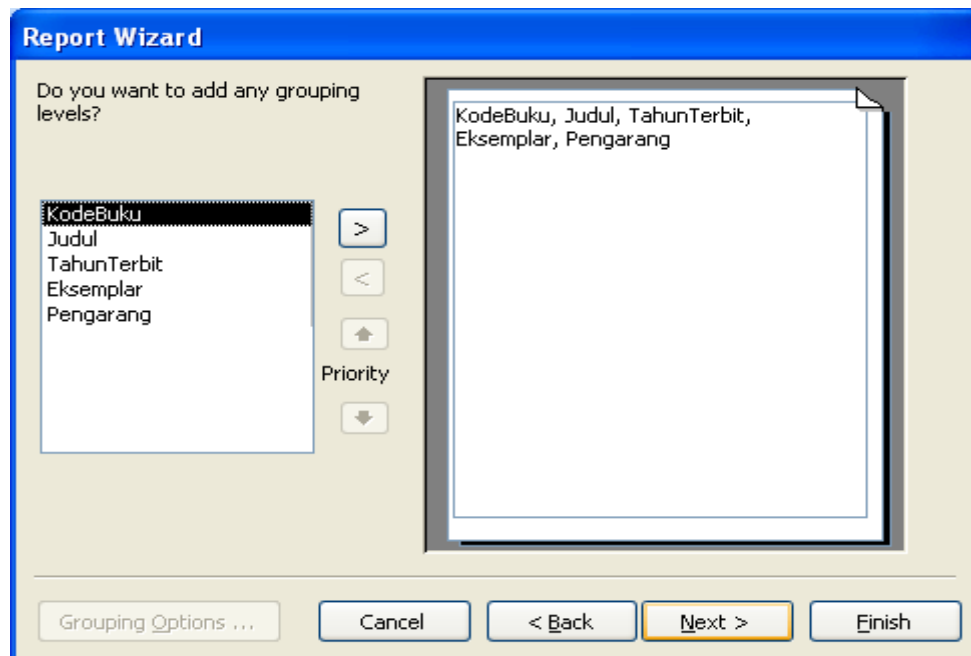 Report Wizard
Do you want to add any grouping
levels?
KodeBuku
Judul
TahunTerbit
Eksemplar
Pengarang
>
<
Priority
KodeBuku, Judul, TahunTerbit,
Eksemplar, Pengarang
Grouping Options ...
Cancel
< Back
Next >
Finish